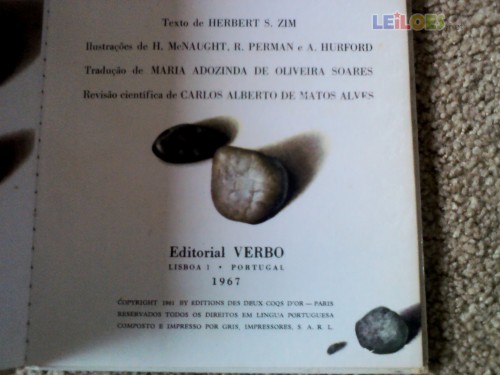 LEiLOES
Texto de HERBERT S. ZIM
Ilustrações de H. McNAUGHT, R. PERMAN e A. HURFORD
Tradução de MARIA ADOZINDA DE OLIVEIRA SOARES
Revisão científica de CARLOS ALBERTO DE MATOS ALVES
Editorial VERBO
LISBOA 1 • PORTUGAL
1967
COPYRIGHT 1961 BY EDITIONS DES DEUX COQS D'OR — PARIS
RESERVADOS TODOS OS DIREITOS EM LINGUA PORTUGUESA
COMPOSTO E IMPRESSO POR GRIS, IMPRESSORES, S. A. R. L.